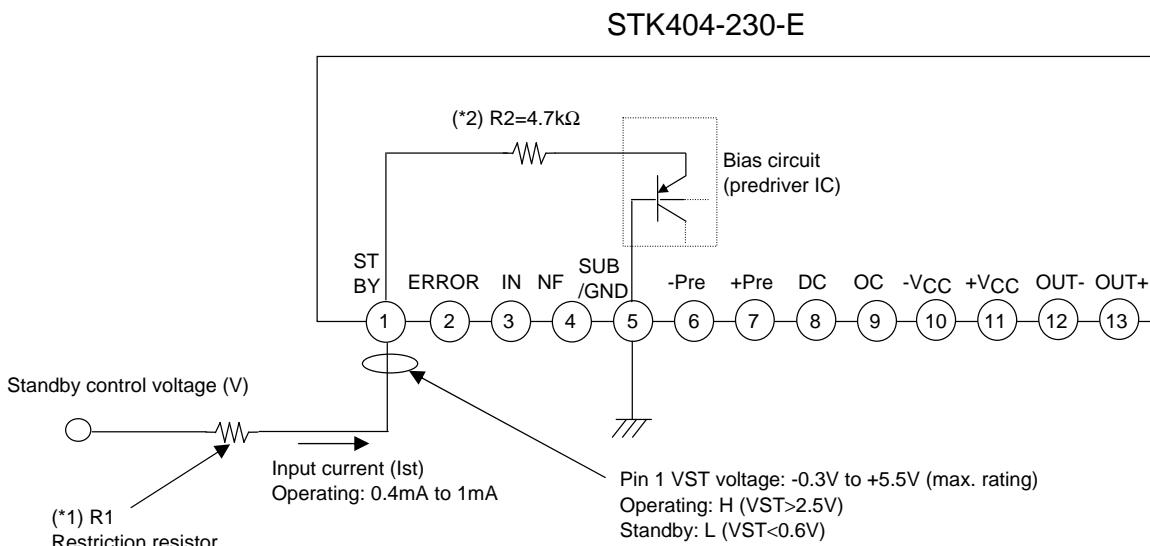 STK404-230-E
(*2) R2=4.7kΩ
Bias circuit
(predriver IC)
ST
BY
ERROR
IN
NF
SUB
/GND
-Pre
+Pre
DC
OC
-VCC
+VCC
OUT-
OUT+
1
2
3
4
5
6
7
8
9
10
11
12
13
Standby control voltage (V)
Input current (Ist)
Operating: 0.4mA to 1mA
Pin 1 VST voltage: -0.3V to +5.5V (max. rating)
Operating: H (VST>2.5V)
Standby: L (VST<0.6V)
(*1) R1
Restriction resistor